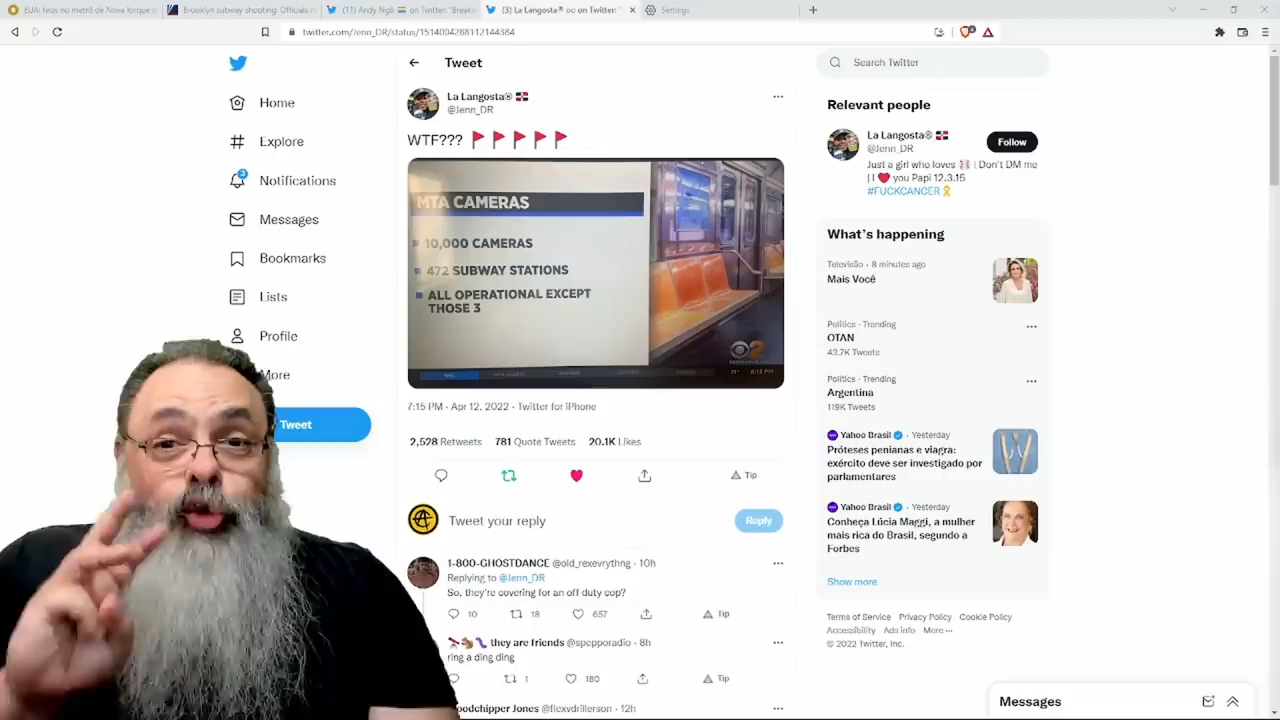 EUA: tiros no metrô de Nova Iorque
Brooklyn subway shooting: Officials
(11) Andy Ngô
on Twitter: "Breaki
(3) La Langosta®
on Twitter: "
Settings
twitter.com/Jenn_DR/status/1514004288112144384
Home
Explore
3
Notifications
Messages
Bookmarks
Lists
Profile
More
Tweet
Tweet
La Langosta®
@Jenn_DR
WTF???
MTA CAMERAS
10,000 CAMERAS
472 SUBWAY STATIONS
ALL OPERATIONAL EXCEPT
THOSE 3
2
6:13 PM
7:15 PM · Apr 12, 2022 · Twitter for iPhone
2,528 Retweets 781 Quote Tweets 20.1K Likes
Tip
Tweet your reply
Reply
1-800-GHOSTDANCE @old_rexevrythng · 10h
Replying to @Jenn_DR
So, they're covering for an off duty cop?
10 18 657 Tip
they are friends @spepporadio · 8h
ring a ding ding
1 180 Tip
oodchipper Jones @flexvdrillerson · 12h
Search Twitter
Relevant people
La Langosta®
@Jenn_DR
Follow
Just a girl who loves | Don't DM me
| I you Papi 12.3.15
#FUCKCANCER
What's happening
Televisão · 8 minutes ago
Mais Você
Politics · Trending
OTAN
43.7K Tweets
Politics · Trending
Argentina
119K Tweets
Yahoo Brasil · Yesterday
Próteses penianas e viagra:
exército deve ser investigado por
parlamentares
Yahoo Brasil · Yesterday
Conheça Lúcia Maggi, a mulher
mais rica do Brasil, segundo a
Forbes
Show more
Terms of Service Privacy Policy Cookie Policy
Accessibility Ads info More ···
© 2022 Twitter, Inc.
Messages